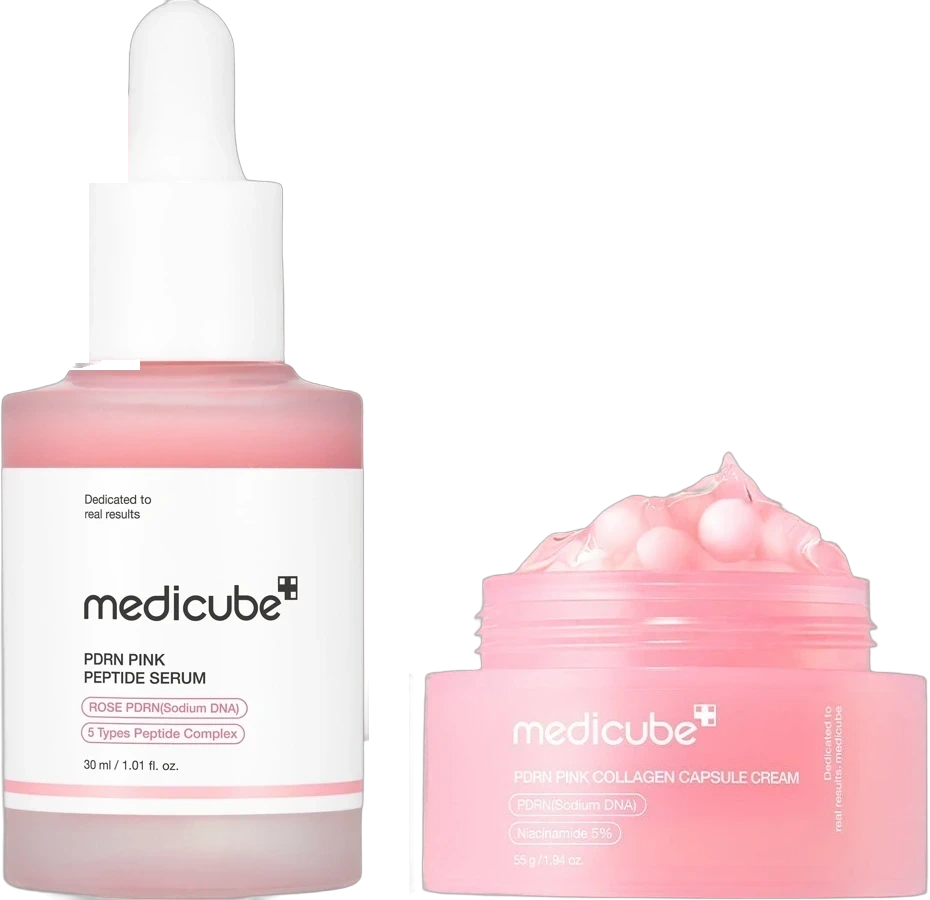 Dedicated to
real results
medicube
PDRN PINK
PEPTIDE SERUM
ROSE PDRN(Sodium DNA)
5 Types Peptide Complex
30 ml / 1.01 fl. oz.
medicube
PDRN PINK COLLAGEN CAPSULE CREAM
PDRN(Sodium DNA)
Niacinamide 5%
55 g / 1.94 oz.
Dedicated to
real results·medicube